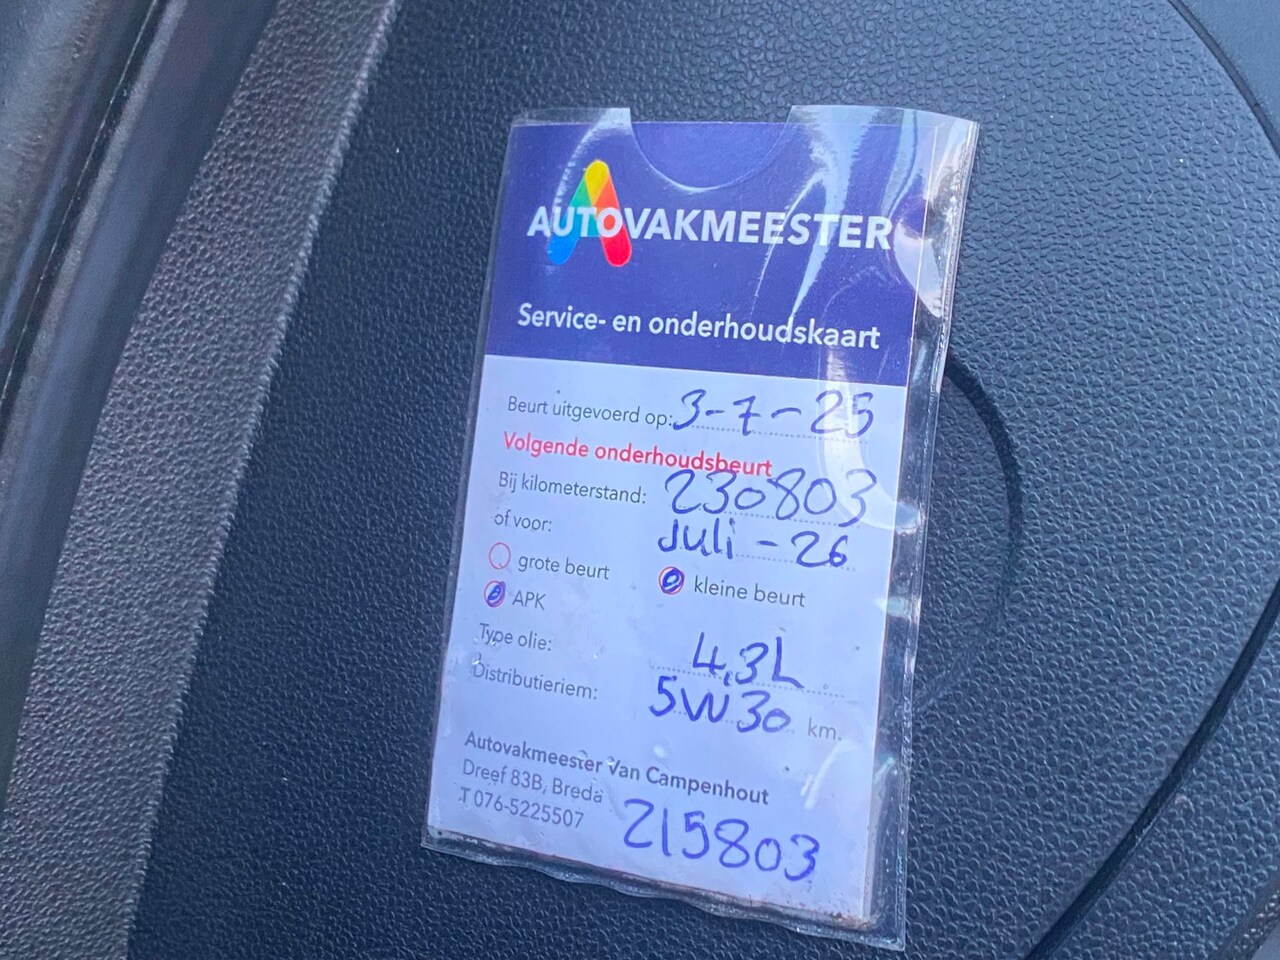 AUTOVAKMEESTER
Service- en onderhoudskaart
Beurt uitgevoerd op: 3-7-25
Volgende onderhoudsbeurt
Bij kilometerstand: 230803
of voor: Juli - 26
grote beurt kleine beurt
APK
Type olie: 4,3L
Distributieriem: 5W30 km.
Autovakmeester Van Campenhout
Dreef 83B, Breda
T 076-5225507
215803